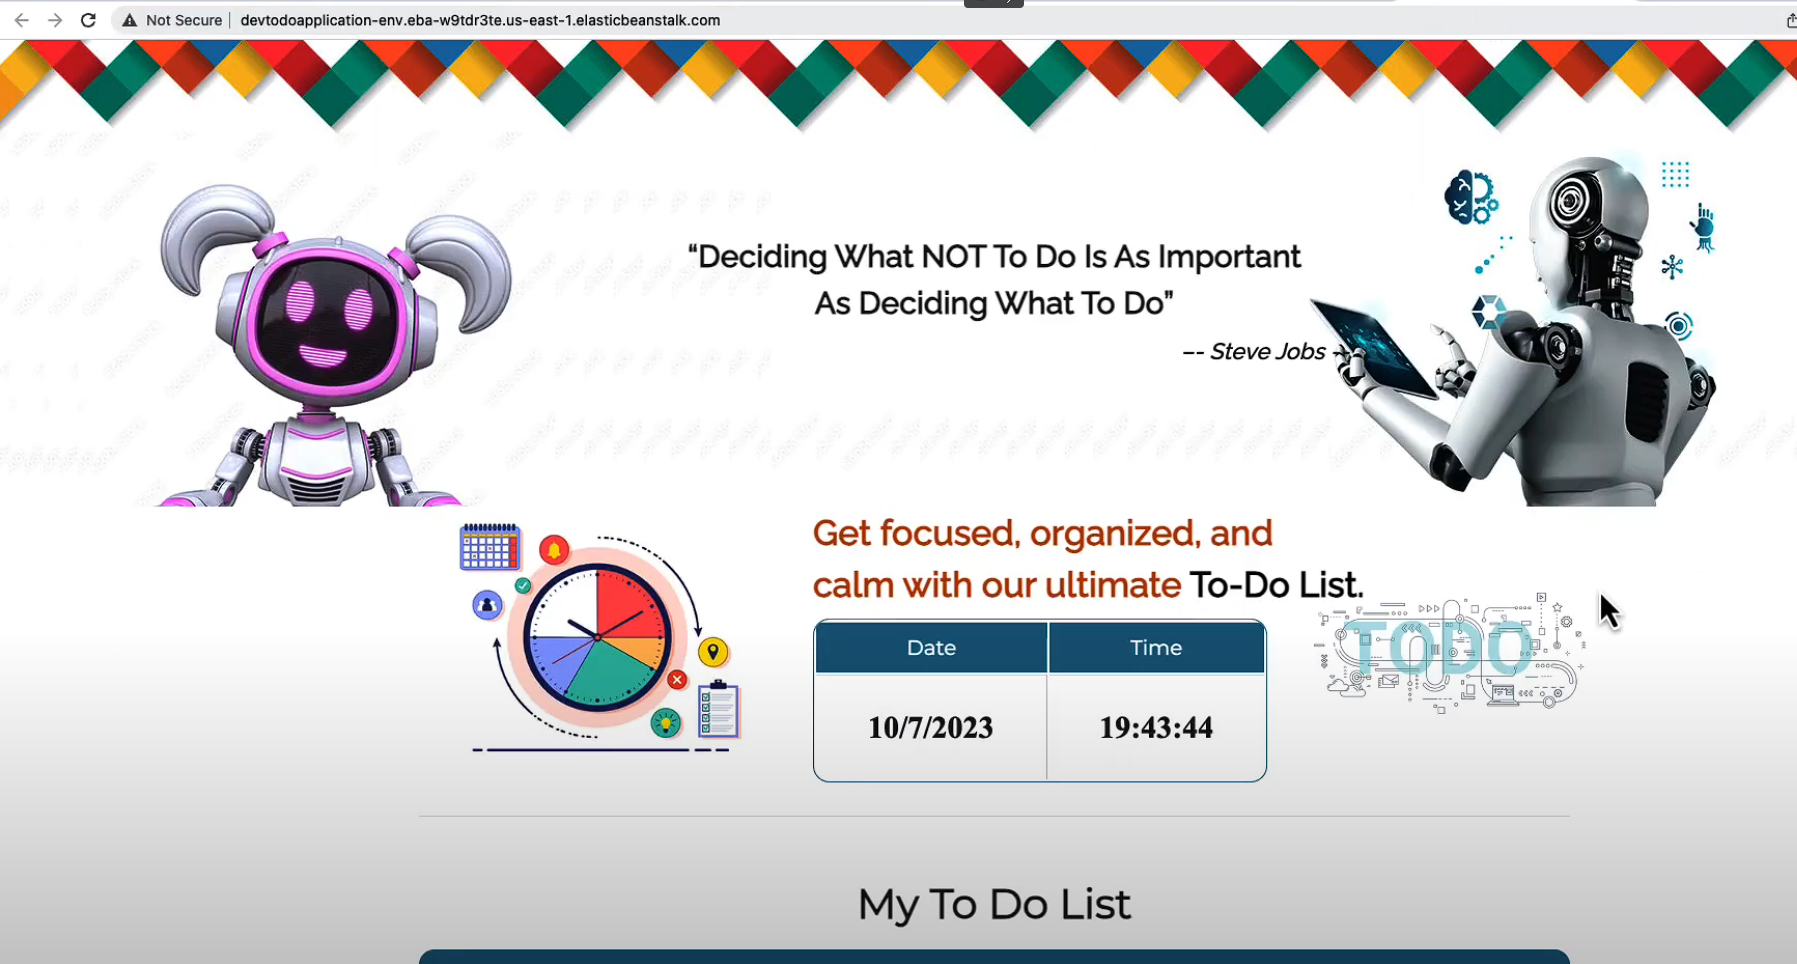 Not Secure
devtodoapplication-env.eba-w9tdr3te.us-east-1.elasticbeanstalk.com
“Deciding What NOT To Do Is As Important
As Deciding What To Do”
-- Steve Jobs -
Get focused, organized, and
calm with our ultimate To-Do List.
Date Time
10/7/2023 19:43:44
ToDO
My To Do List